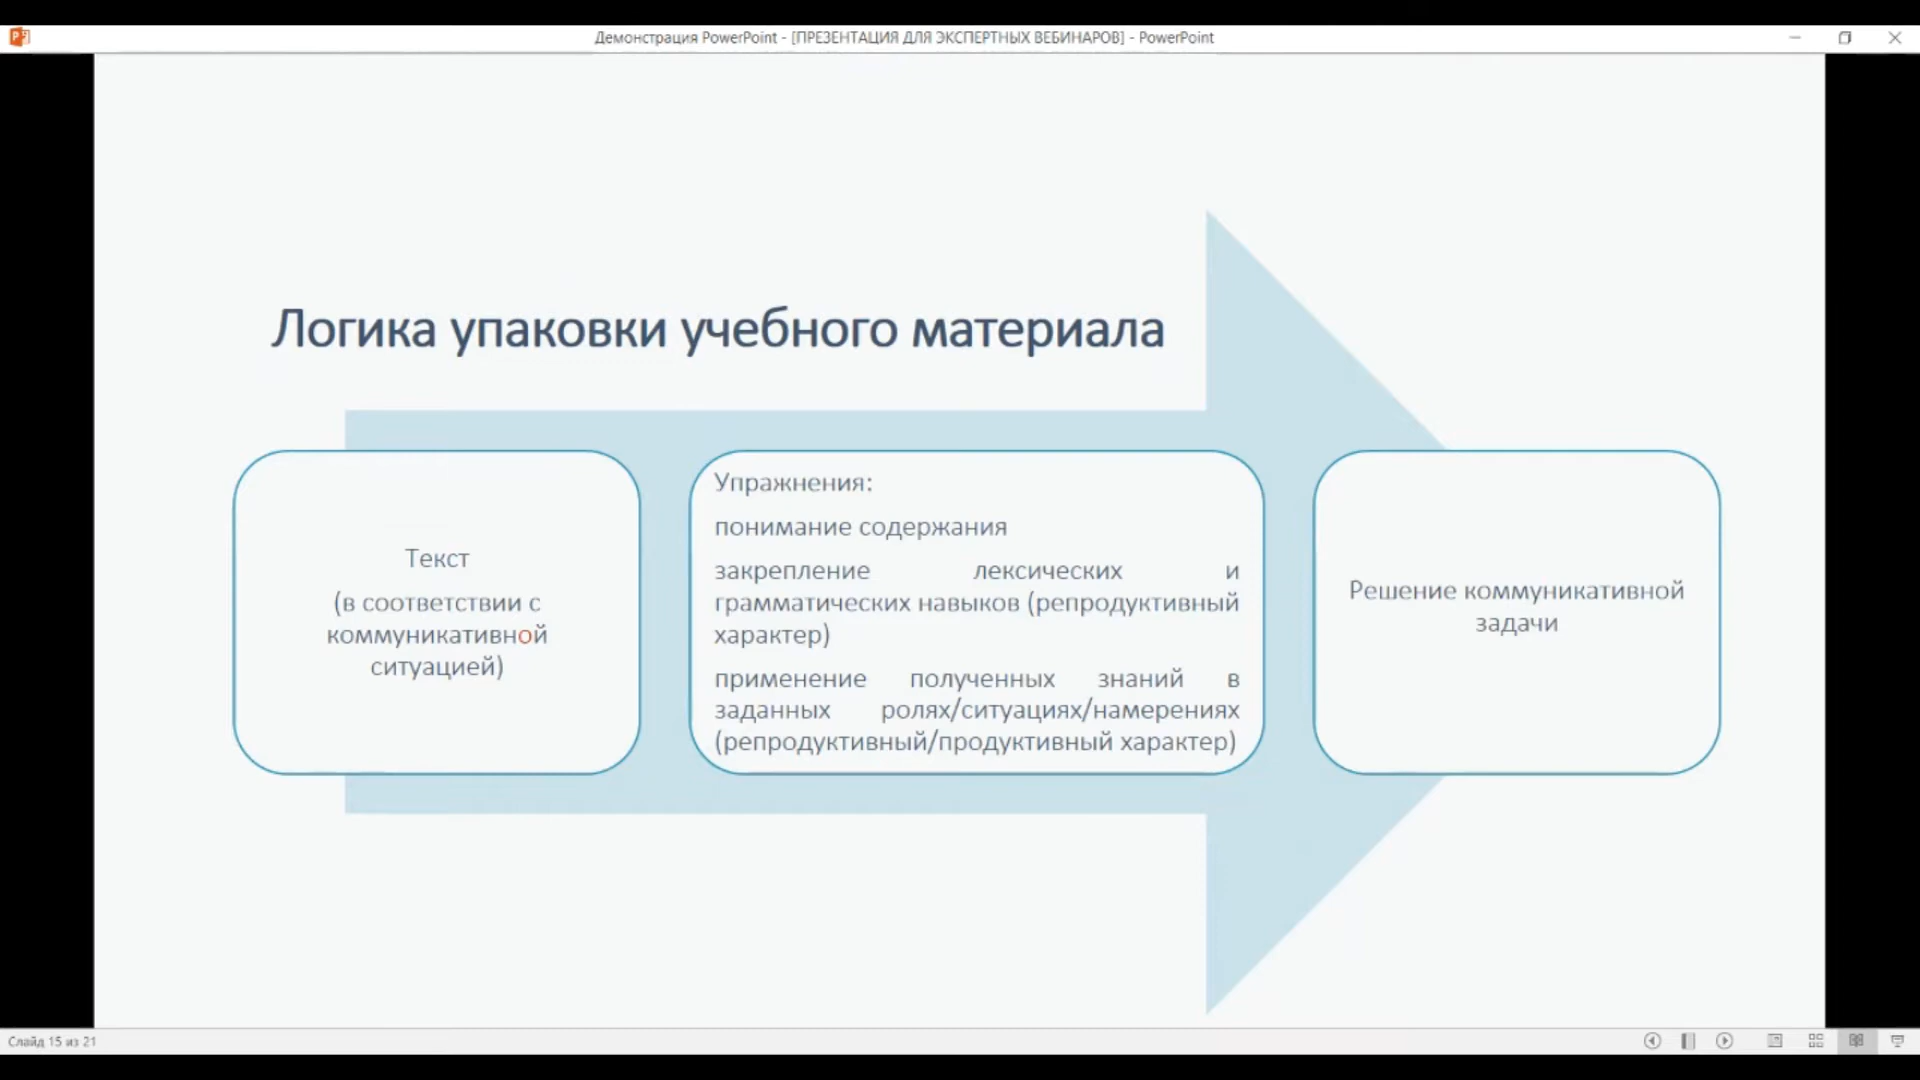 Демонстрация PowerPoint - [ПРЕЗЕНТАЦИЯ ДЛЯ ЭКСПЕРТНЫХ ВЕБИНАРОВ] - PowerPoint
Логика упаковки учебного материала
Текст
(в соответствии с
коммуникативной
ситуацией)
Упражнения:
понимание содержания
закрепление лексических и
грамматических навыков (репродуктивный
характер)
применение полученных знаний в
заданных ролях/ситуациях/намерениях
(репродуктивный/продуктивный характер)
Решение коммуникативной
задачи
Слайд 15 из 21